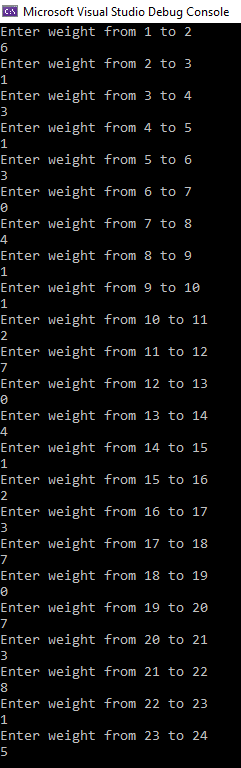 Microsoft Visual Studio Debug Console
Enter weight from 1 to 2
6
Enter weight from 2 to 3
1
Enter weight from 3 to 4
3
Enter weight from 4 to 5
1
Enter weight from 5 to 6
3
Enter weight from 6 to 7
0
Enter weight from 7 to 8
4
Enter weight from 8 to 9
1
Enter weight from 9 to 10
1
Enter weight from 10 to 11
2
Enter weight from 11 to 12
7
Enter weight from 12 to 13
0
Enter weight from 13 to 14
4
Enter weight from 14 to 15
1
Enter weight from 15 to 16
2
Enter weight from 16 to 17
3
Enter weight from 17 to 18
7
Enter weight from 18 to 19
0
Enter weight from 19 to 20
7
Enter weight from 20 to 21
3
Enter weight from 21 to 22
8
Enter weight from 22 to 23
1
Enter weight from 23 to 24
5